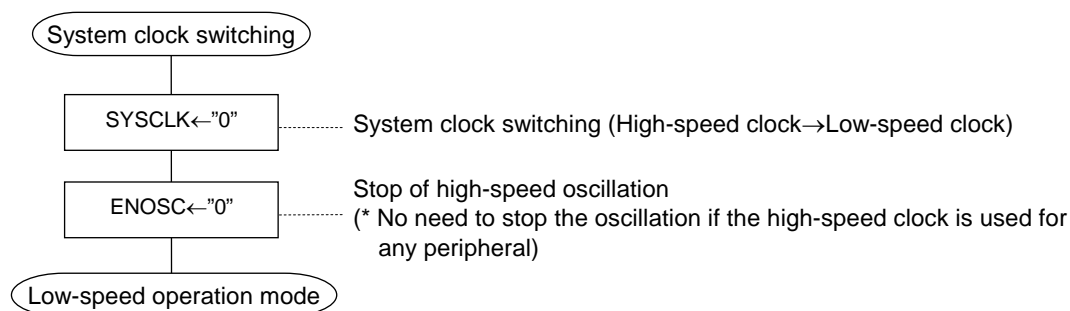 System clock switching
SYSCLK←”0”
System clock switching (High-speed clock→Low-speed clock)
ENOSC←”0”
Stop of high-speed oscillation
(* No need to stop the oscillation if the high-speed clock is used for
any peripheral)
Low-speed operation mode